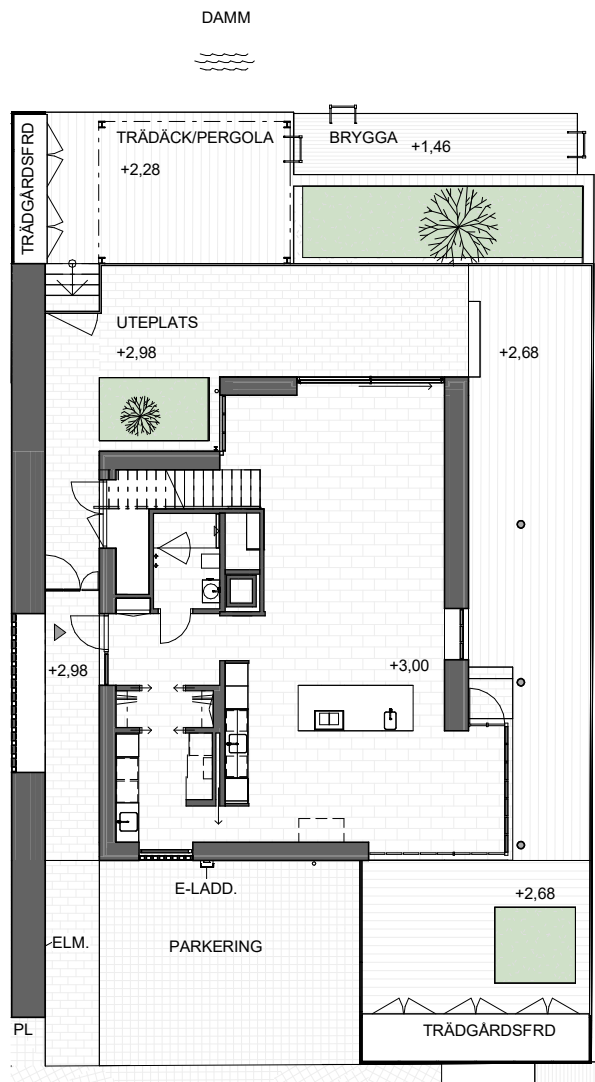 DAMM
TRÄDGÅRDSFRD
TRÄDÄCK/PERGOLA
+2,28
BRYGGA
+1,46
UTEPLATS
+2,98
+2,68
+2,98
+3,00
E-LADD.
+2,68
ELM.
PARKERING
PL
TRÄDGÅRDSFRD